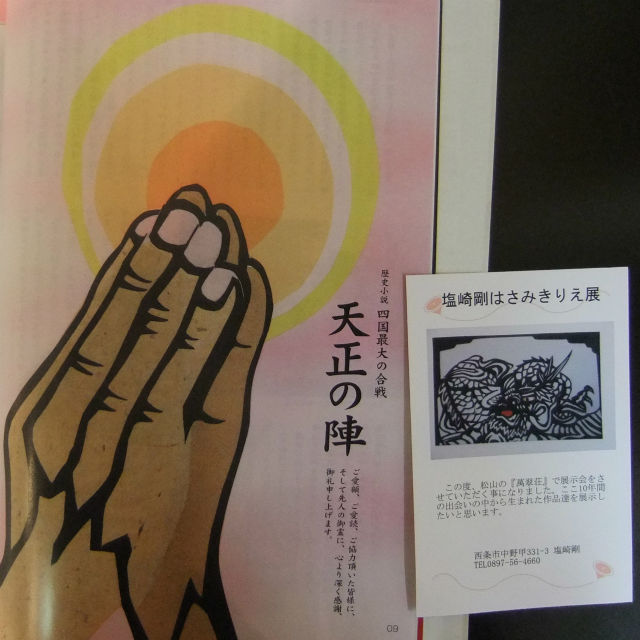 歴史小説 四国最大の合戦
天正の陣
ご愛顧、ご愛読、ご協力頂いた皆様に、
そして先人の御霊に、心より深く感謝、
御礼申し上げます。
09
塩崎剛はさみきりえ展
この度、松山の『萬翠荘』で展示会をさ
せていただく事になりました。ここ10年間
の出会いの中から生まれた作品達を展示し
たいと思います。
西条市中野甲331-3 塩崎剛
TEL0897-56-4660